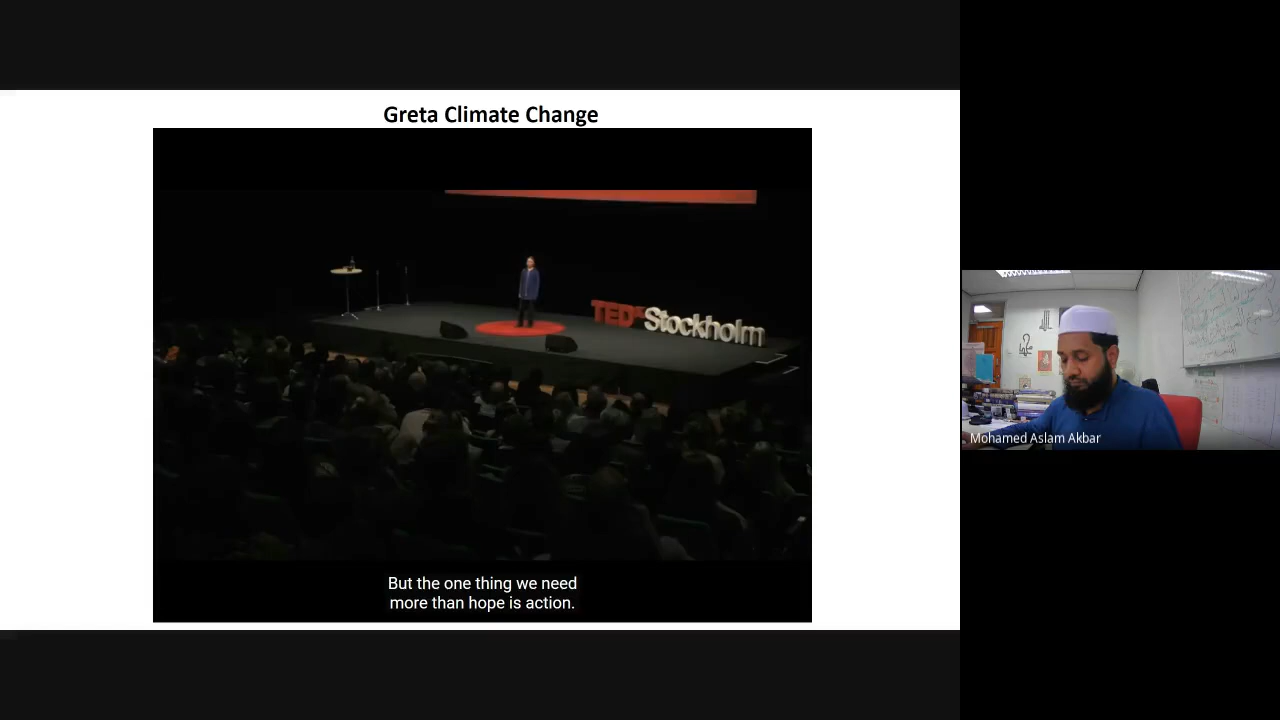 Greta Climate Change
TEDxStockholm
But the one thing we need
more than hope is action.
Mohamed Aslam Akbar